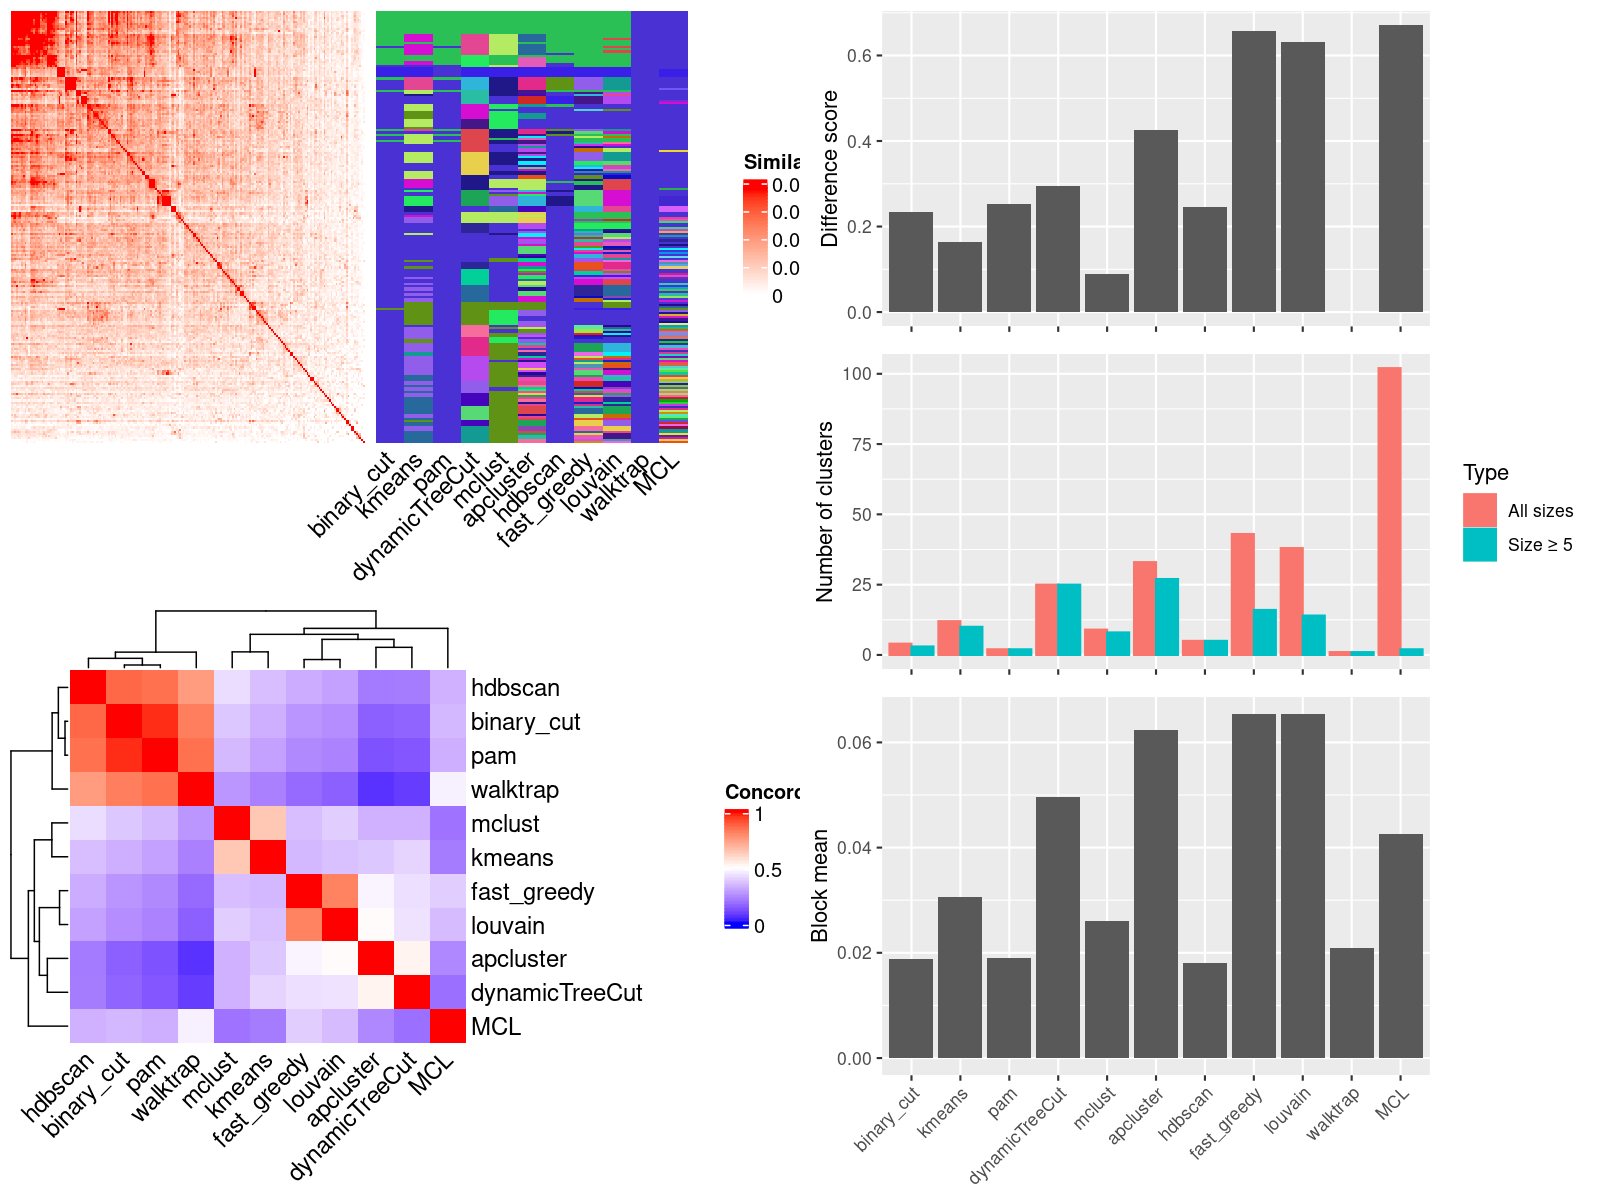 Simila
0.0
0.0
0.0
0.0
0
binary_cut
kmeans
pam
dynamicTreeCut
mclust
apcluster
hdbscan
fast_greedy
louvain
walktrap
MCL
hdbscan
binary_cut
pam
walktrap
mclust
kmeans
fast_greedy
louvain
apcluster
dynamicTreeCut
MCL
hdbscan
binary_cut
pam
walktrap
mclust
kmeans
fast_greedy
louvain
apcluster
dynamicTreeCut
MCL
Concord
1
0.5
0
Difference score
0.6
0.4
0.2
0.0
Number of clusters
100
75
50
25
0
Type
All sizes
Size ≥ 5
Block mean
0.06
0.04
0.02
0.00
binary_cut
kmeans
pam
dynamicTreeCut
mclust
apcluster
hdbscan
fast_greedy
louvain
walktrap
MCL